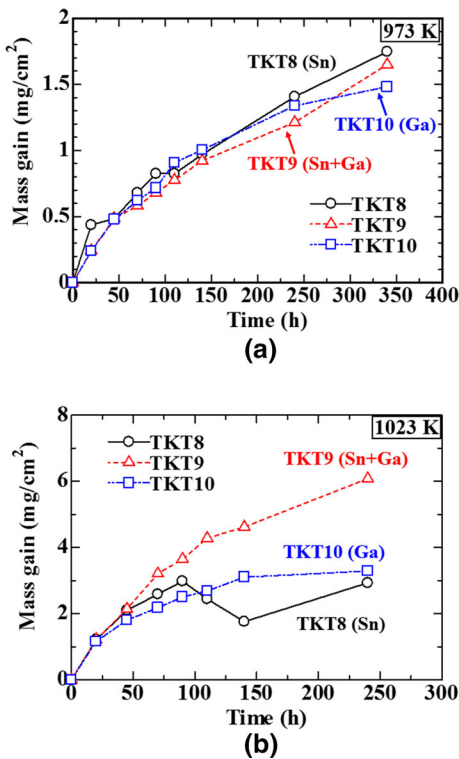 973 K
2
1.5
1
0.5
0
Mass gain (mg/cm²)
TKT8 (Sn)
TKT10 (Ga)
TKT9 (Sn+Ga)
TKT8
TKT9
TKT10
0 50 100 150 200 250 300 350 400
Time (h)
(a)
1023 K
8
6
4
2
0
Mass gain (mg/cm²)
TKT8
TKT9
TKT10
TKT9 (Sn+Ga)
TKT10 (Ga)
TKT8 (Sn)
0 50 100 150 200 250 300
Time (h)
(b)